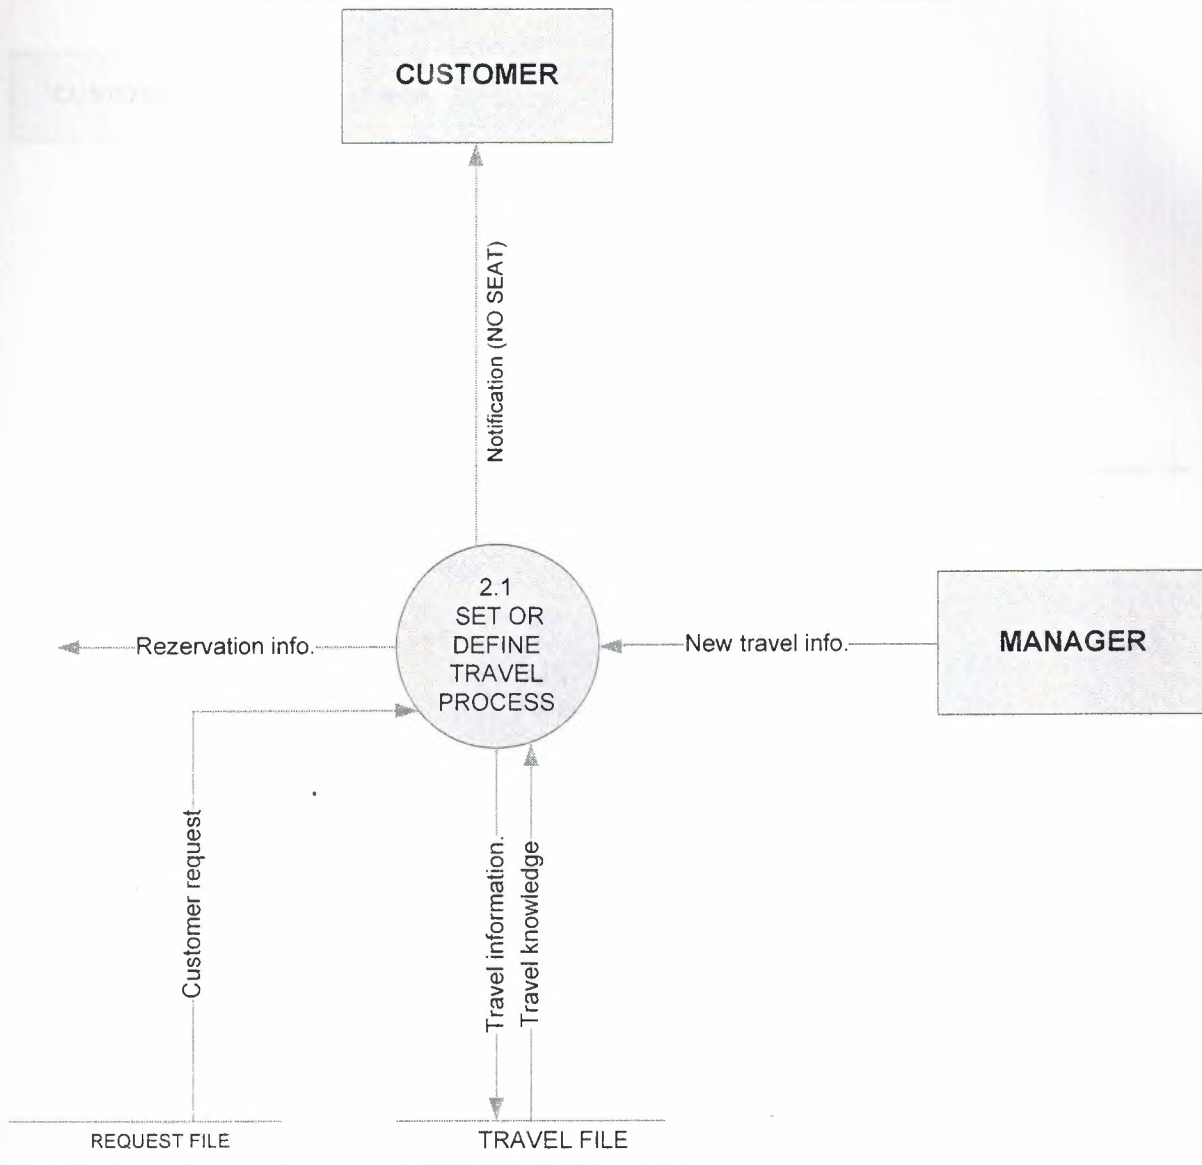 CUSTOMER
Notification (NO SEAT)
2.1
SET OR
DEFINE
TRAVEL
PROCESS
Rezervation info.
New travel info.
MANAGER
Customer request
Travel information.
Travel knowledge
REQUEST FILE
TRAVEL FILE